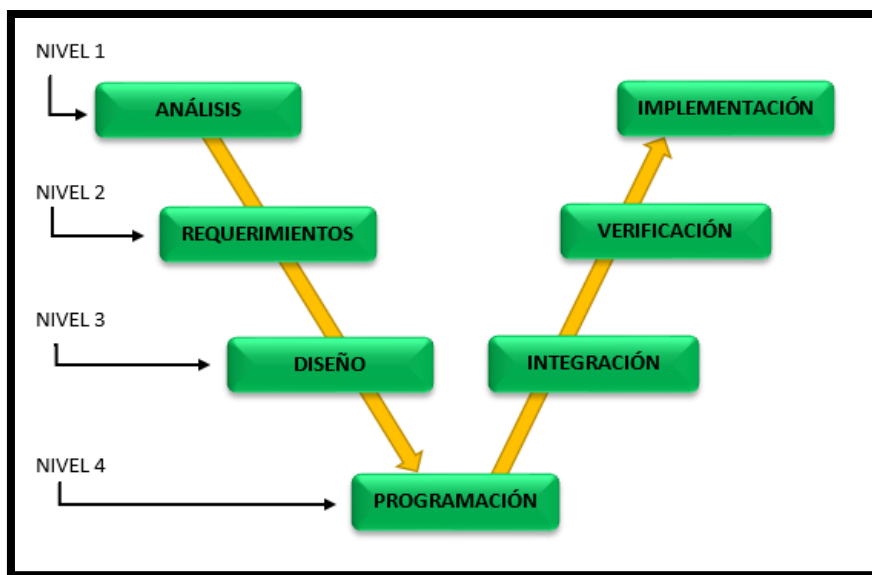 NIVEL 1
ANÁLISIS
IMPLEMENTACIÓN
NIVEL 2
REQUERIMIENTOS
VERIFICACIÓN
NIVEL 3
DISEÑO
INTEGRACIÓN
NIVEL 4
PROGRAMACIÓN